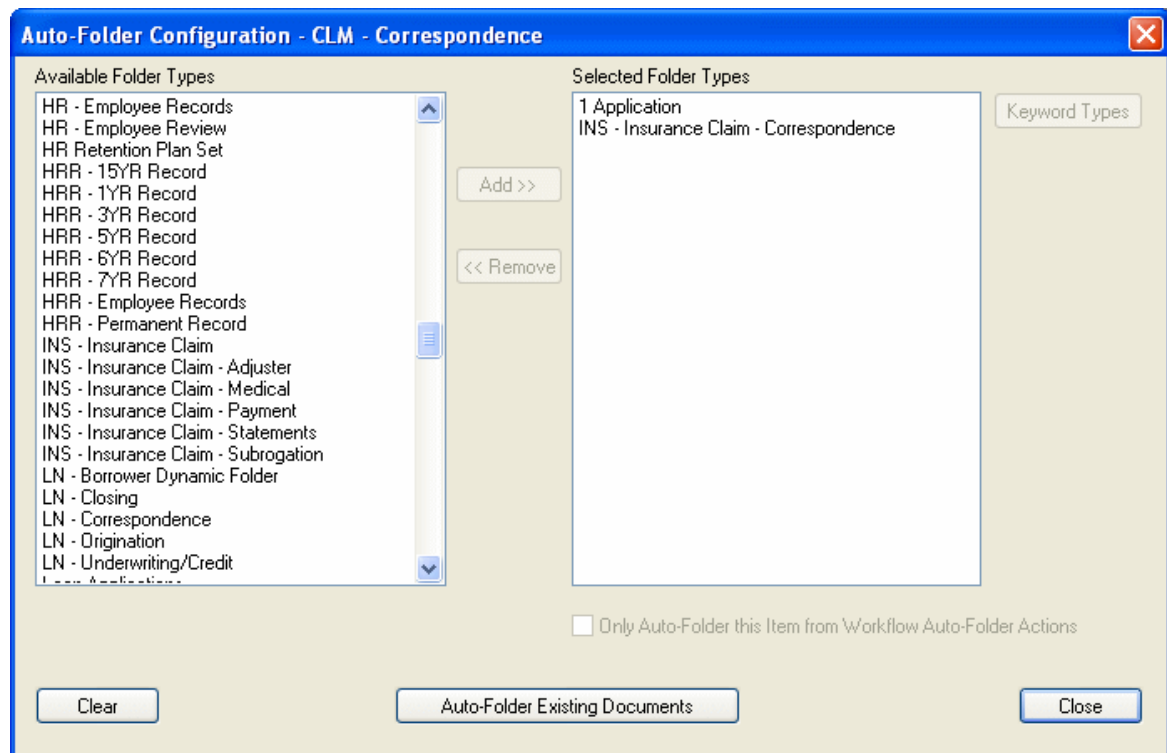 Auto-Folder Configuration - CLM - Correspondence
Available Folder Types
HR - Employee Records
HR - Employee Review
HR Retention Plan Set
HRR - 15YR Record
HRR - 1YR Record
HRR - 3YR Record
HRR - 5YR Record
HRR - 6YR Record
HRR - 7YR Record
HRR - Employee Records
HRR - Permanent Record
INS - Insurance Claim
INS - Insurance Claim - Adjuster
INS - Insurance Claim - Medical
INS - Insurance Claim - Payment
INS - Insurance Claim - Statements
INS - Insurance Claim - Subrogation
LN - Borrower Dynamic Folder
LN - Closing
LN - Correspondence
LN - Origination
LN - Underwriting/Credit
Loan Applications
Add >>
<< Remove
Selected Folder Types
1 Application
INS - Insurance Claim - Correspondence
Keyword Types
Only Auto-Folder this Item from Workflow Auto-Folder Actions
Clear
Auto-Folder Existing Documents
Close